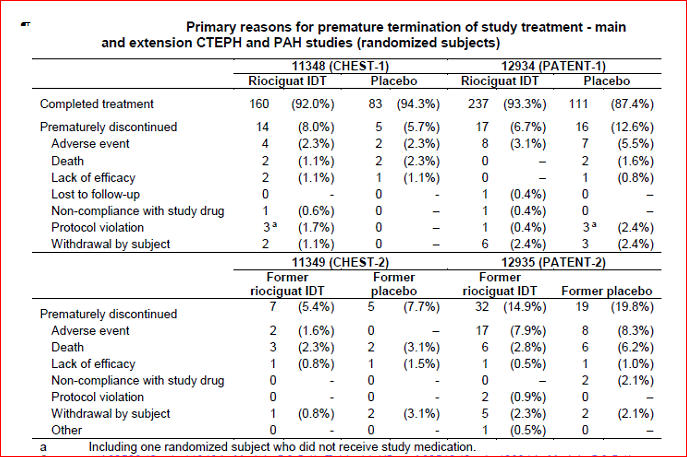 Primary reasons for premature termination of study treatment - main
and extension CTEPH and PAH studies (randomized subjects)
11348 (CHEST-1) 12934 (PATENT-1)
Riociguat IDT Placebo Riociguat IDT Placebo
Completed treatment 160 (92.0%) 83 (94.3%) 237 (93.3%) 111 (87.4%)
Prematurely discontinued 14 (8.0%) 5 (5.7%) 17 (6.7%) 16 (12.6%)
Adverse event 4 (2.3%) 2 (2.3%) 8 (3.1%) 7 (5.5%)
Death 2 (1.1%) 2 (2.3%) 0 – 2 (1.6%)
Lack of efficacy 2 (1.1%) 1 (1.1%) 0 – 1 (0.8%)
Lost to follow-up 0 - 0 - 1 (0.4%) 0 –
Non-compliance with study drug 1 (0.6%) 0 – 1 (0.4%) 0 –
Protocol violation 3 a (1.7%) 0 – 1 (0.4%) 3 a (2.4%)
Withdrawal by subject 2 (1.1%) 0 – 6 (2.4%) 3 (2.4%)
11349 (CHEST-2) 12935 (PATENT-2)
Former riociguat IDT Former placebo Former riociguat IDT Former placebo
Prematurely discontinued 7 (5.4%) 5 (7.7%) 32 (14.9%) 19 (19.8%)
Adverse event 2 (1.6%) 0 – 17 (7.9%) 8 (8.3%)
Death 3 (2.3%) 2 (3.1%) 6 (2.8%) 6 (6.2%)
Lack of efficacy 1 (0.8%) 1 (1.5%) 1 (0.5%) 1 (1.0%)
Non-compliance with study drug 0 - 0 - 0 – 2 (2.1%)
Protocol violation 0 - 0 - 2 (0.9%) 0 –
Withdrawal by subject 1 (0.8%) 2 (3.1%) 5 (2.3%) 2 (2.1%)
Other 0 - 0 - 1 (0.5%) 0 –
a Including one randomized subject who did not receive study medication.